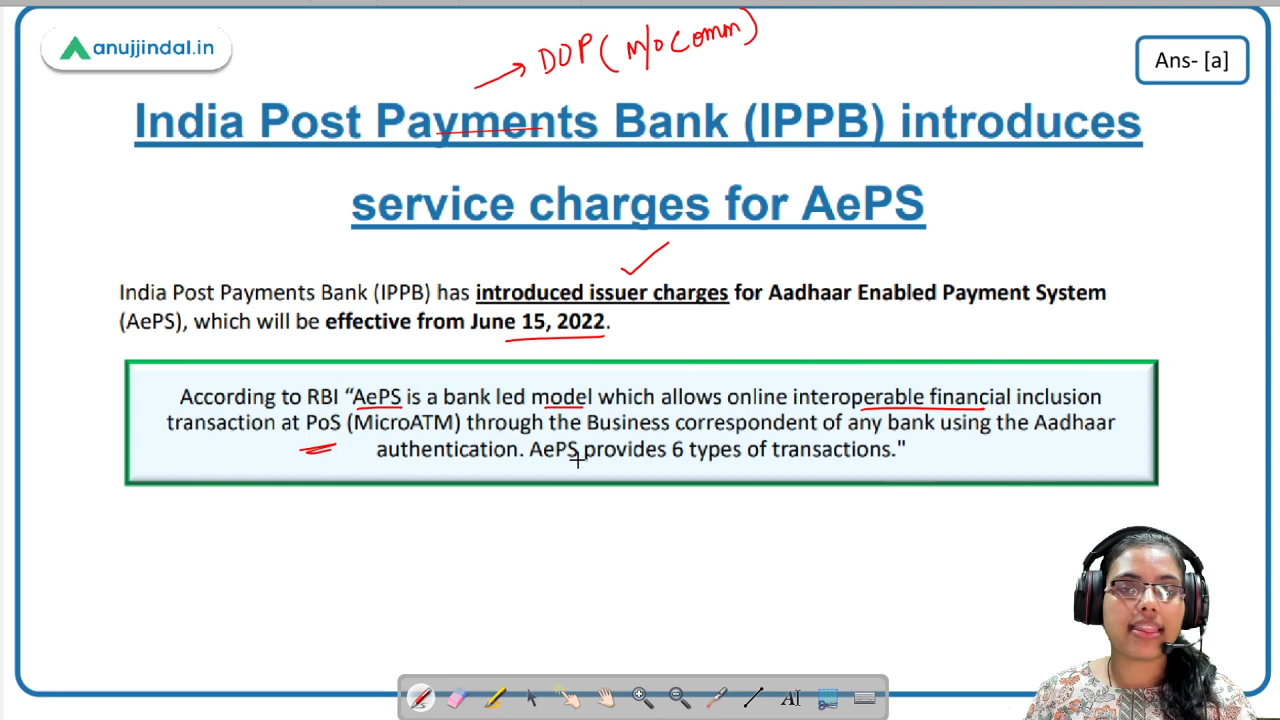 DOP (M/o Comm)
anujjindal.in
Ans- [a]
India Post Payments Bank (IPPB) introduces
service charges for AePS
India Post Payments Bank (IPPB) has introduced issuer charges for Aadhaar Enabled Payment System
(AePS), which will be effective from June 15, 2022.
According to RBI “AePS is a bank led model which allows online interoperable financial inclusion
transaction at PoS (MicroATM) through the Business correspondent of any bank using the Aadhaar
authentication. AePS provides 6 types of transactions."
AI